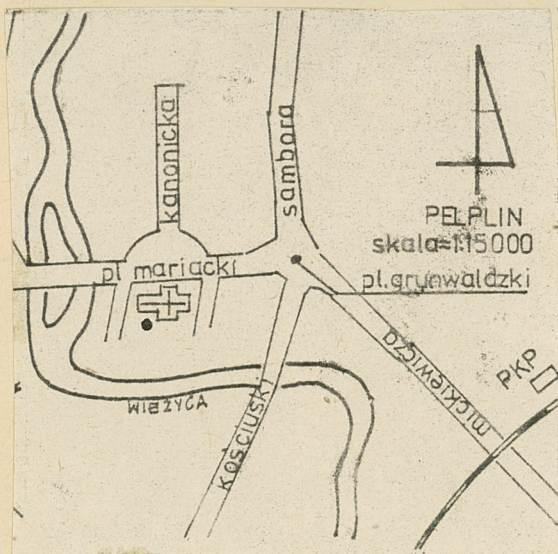 kanonicka
sambora
PELPLIN
skala=1:15000
pl mariacki
pl.grunwaldzki
mickiewicza
PKP
WIEŻYCA
KOŚCIUSKI